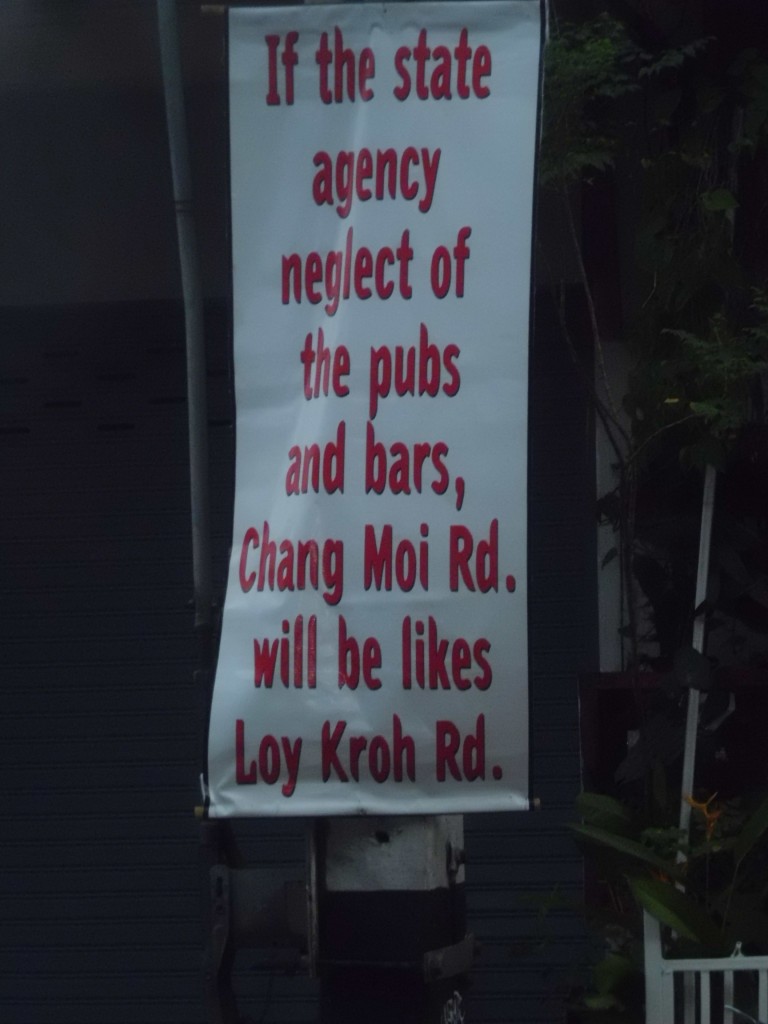 If the state
agency
neglect of
the pubs
and bars,
Chang Moi Rd.
will be likes
Loy Kroh Rd.